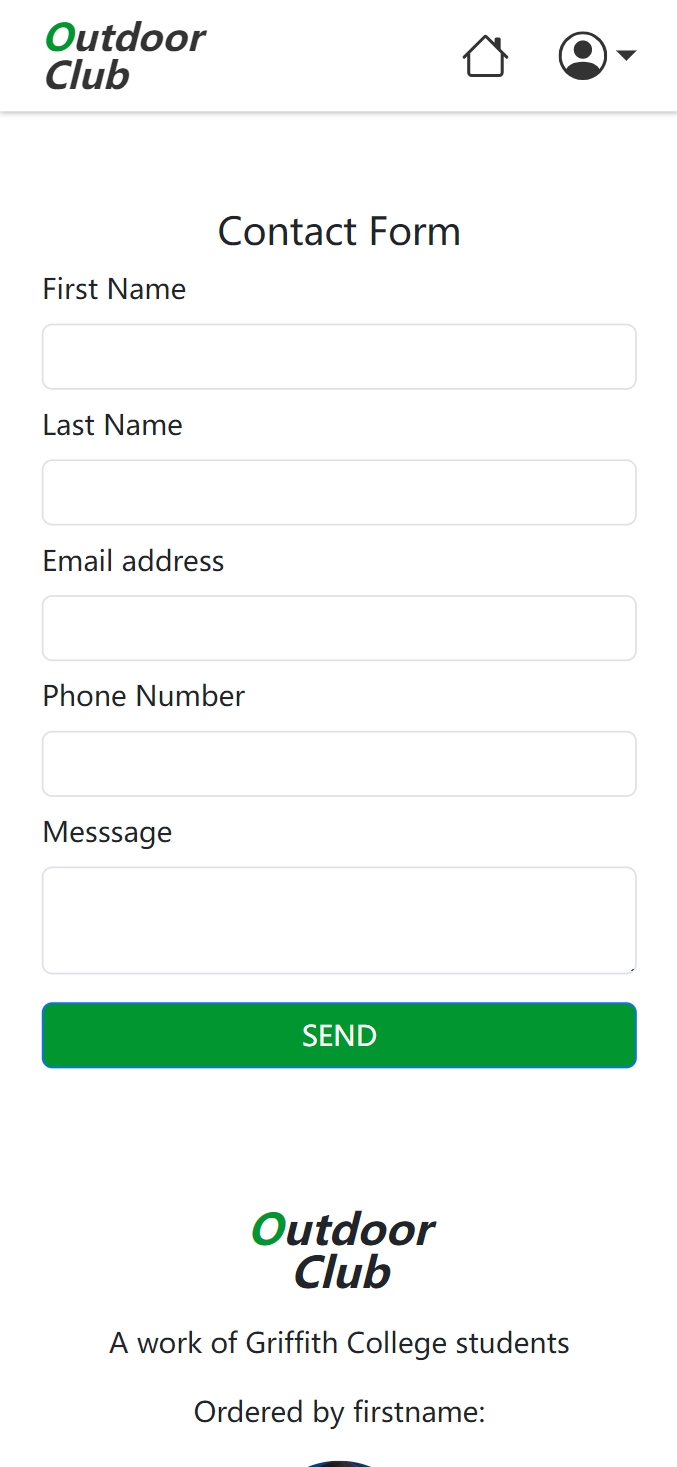 Outdoor
Club
Contact Form
First Name
Last Name
Email address
Phone Number
Messsage
SEND
Outdoor
Club
A work of Griffith College students
Ordered by firstname: